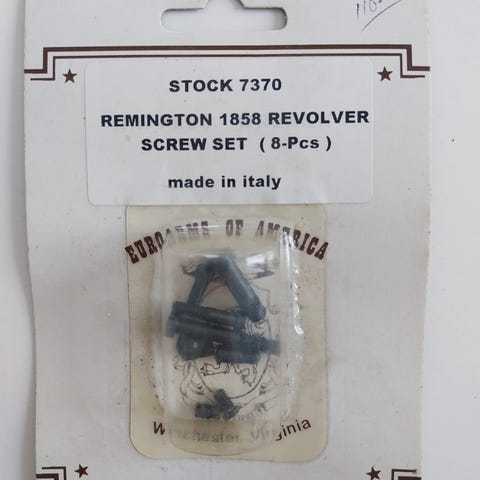 STOCK 7370
REMINGTON 1858 REVOLVER
SCREW SET ( 8-Pcs )
made in italy
EUROARMS OF AMERICA
Winchester, Virginia